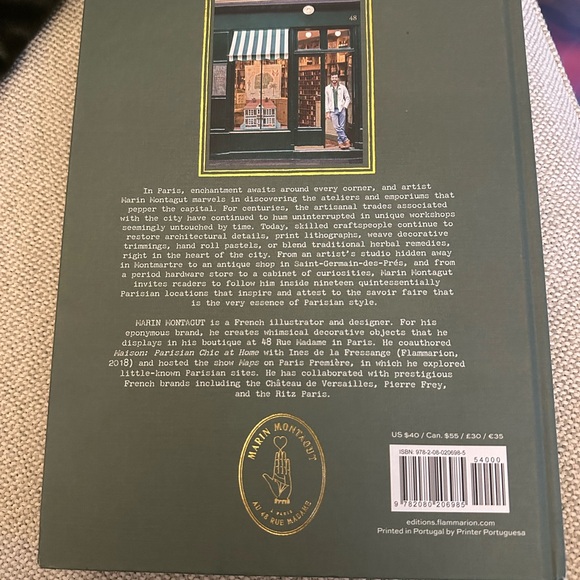 48
In Paris, enchantment awaits around every corner, and artist
Marin Montagut marvels in discovering the ateliers and emporiums that
pepper the capital. For centuries, the artisanal trades associated
with the city have continued to hum uninterrupted in unique workshops
seemingly untouched by time. Today, skilled craftspeople continue to
restore architectural details, print lithographs, weave decorative
trimmings, hand roll pastels, or blend traditional herbal remedies,
right in the heart of the city. From an artist's studio hidden away
in Montmartre to an antique shop in Saint-Germain-des-Prés, and from
a period hardware store to a cabinet of curiosities, Marin Montagut
invites readers to follow him inside nineteen quintessentially
Parisian locations that inspire and attest to the savoir faire that
is the very essence of Parisian style.
MARIN MONTAGUT is a French illustrator and designer. For his
eponymous brand, he creates whimsical decorative objects that he
displays in his boutique at 48 Rue Madame in Paris. He coauthored
Maison: Parisian Chic at Home with Ines de la Fressange (Flammarion,
2018) and hosted the show Maps on Paris Première, in which he explored
little-known Parisian sites. He has collaborated with prestigious
French brands including the Château de Versailles, Pierre Frey,
and the Ritz Paris.
MARIN MONTAGUT
À PARIS
AU 48 RUE MADAME
US $40 / Can. $55 / £30 / €35
ISBN: 978-2-08-020698-5
54000
9 782080 206985
editions.flammarion.com
Printed in Portugal by Printer Portuguesa